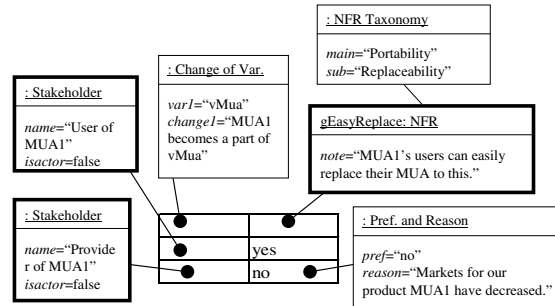 : NFR Taxonomy
main=“Portability”
sub=“Replaceability”
: Change of Var.
var1=“vMua”
change1=“MUA1
becomes a part of
vMua”
: Stakeholder
name=“User of
MUA1”
isactor=false
gEasyReplace: NFR
note=“MUA1’s users can easily
replace their MUA to this.”
: Stakeholder
name=“Provide
r of MUA1”
isactor=false
yes
no
: Pref. and Reason
pref=“no”
reason=“Markets for our
product MUA1 have decreased.”